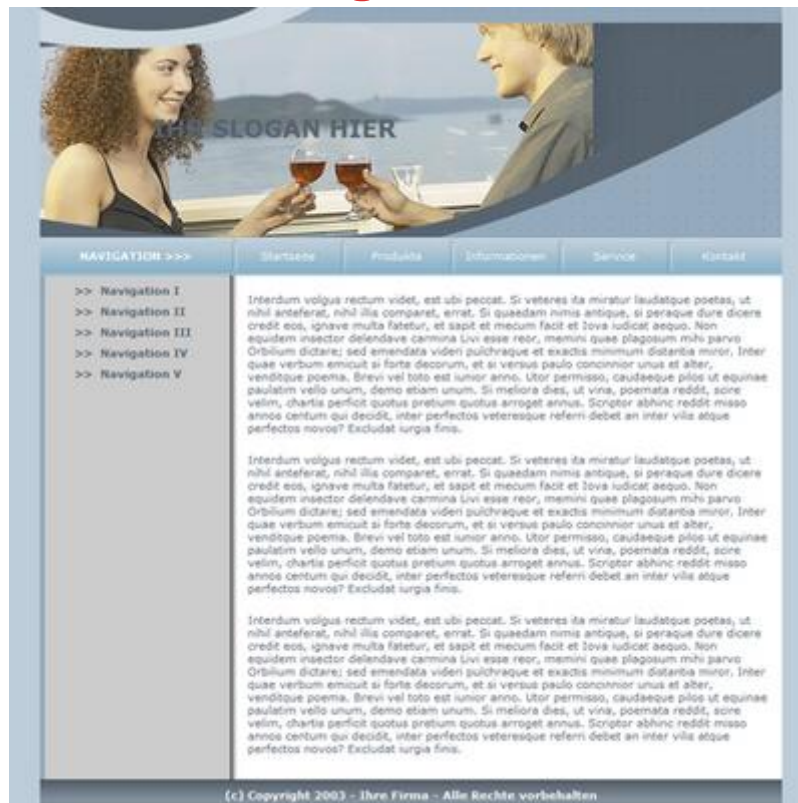 IHR SLOGAN HIER
NAVIGATION >>>
Startseite
Produkte
Informationen
Service
Kontakt
>> Navigation I
>> Navigation II
>> Navigation III
>> Navigation IV
>> Navigation V
Interdum volgus rectum videt, est ubi peccat. Si veteres ita miratur laudatque poetas, ut
nihil anteferat, nihil illis comparet, errat. Si quaedam nimis antique, si peraque dure dicere
credit eos, ignave multa fatetur, et sapit et mecum facit et Iova iudicat aequo. Non
equidem insector delendave carmina Livi esse reor, memini quae plagosum mihi parvo
Orbilium dictare; sed emendata videri pulchraque et exactis minimum distantia miror. Inter
quae verbum emicuit si forte decorum, et si versus paulo concinnior unus et alter,
venditque poema. Brevi vel toto est iunior anno. Utor permisso, caudaeque pilos ut equinae
paulatim vello unum, demo etiam unum. Si meliora dies, ut vina, poemata reddit, scire
velim, chartis perficit quotus pretium quotus arroget annus. Scriptor abhinc reddit misso
annos centum qui decidit, inter perfectos veteresque referri debet an inter vilis atque
perfectos novos? Excludat iurgia finis.
Interdum volgus rectum videt, est ubi peccat. Si veteres ita miratur laudatque poetas, ut
nihil anteferat, nihil illis comparet, errat. Si quaedam nimis antique, si peraque dure dicere
credit eos, ignave multa fatetur, et sapit et mecum facit et Iova iudicat aequo. Non
equidem insector delendave carmina Livi esse reor, memini quae plagosum mihi parvo
Orbilium dictare; sed emendata videri pulchraque et exactis minimum distantia miror. Inter
quae verbum emicuit si forte decorum, et si versus paulo concinnior unus et alter,
venditque poema. Brevi vel toto est iunior anno. Utor permisso, caudaeque pilos ut equinae
paulatim vello unum, demo etiam unum. Si meliora dies, ut vina, poemata reddit, scire
velim, chartis perficit quotus pretium quotus arroget annus. Scriptor abhinc reddit misso
annos centum qui decidit, inter perfectos veteresque referri debet an inter vilis atque
perfectos novos? Excludat iurgia finis.
Interdum volgus rectum videt, est ubi peccat. Si veteres ita miratur laudatque poetas, ut
nihil anteferat, nihil illis comparet, errat. Si quaedam nimis antique, si peraque dure dicere
credit eos, ignave multa fatetur, et sapit et mecum facit et Iova iudicat aequo. Non
equidem insector delendave carmina Livi esse reor, memini quae plagosum mihi parvo
Orbilium dictare; sed emendata videri pulchraque et exactis minimum distantia miror. Inter
quae verbum emicuit si forte decorum, et si versus paulo concinnior unus et alter,
venditque poema. Brevi vel toto est iunior anno. Utor permisso, caudaeque pilos ut equinae
paulatim vello unum, demo etiam unum. Si meliora dies, ut vina, poemata reddit, scire
velim, chartis perficit quotus pretium quotus arroget annus. Scriptor abhinc reddit misso
annos centum qui decidit, inter perfectos veteresque referri debet an inter vilis atque
perfectos novos? Excludat iurgia finis.
(c) Copyright 2003 - Ihre Firma - Alle Rechte vorbehalten